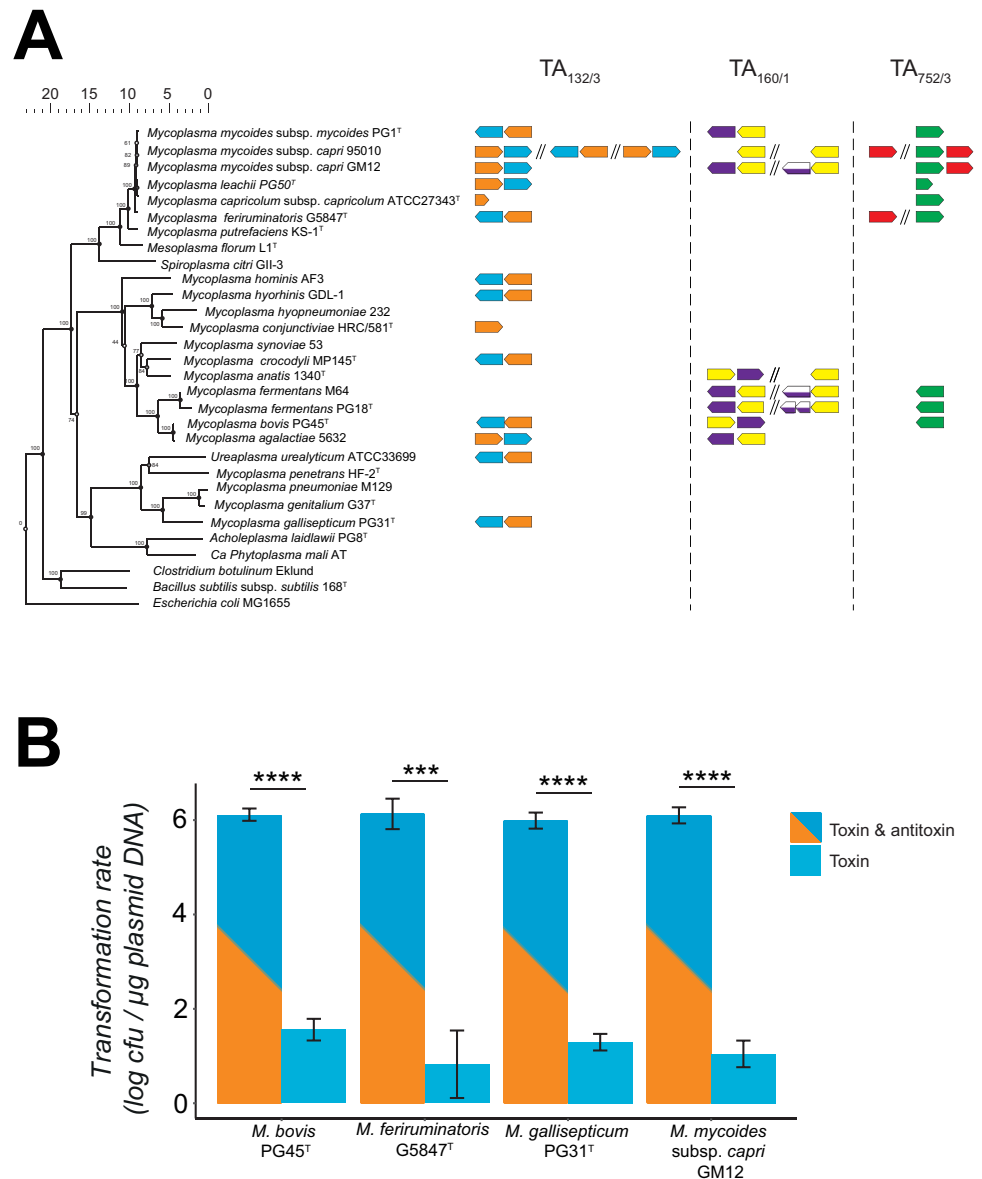 A
TA132/3 TA160/1 TA752/3
20 15 10 5 0
Mycoplasma mycoides subsp. mycoides PG1T
Mycoplasma mycoides subsp. capri 95010
Mycoplasma mycoides subsp. capri GM12
Mycoplasma leachii PG50T
Mycoplasma capricolum subsp. capricolum ATCC27343T
Mycoplasma feriruminatoris G5847T
Mycoplasma putrefaciens KS-1T
Mesoplasma florum L1T
Spiroplasma citri GII-3
Mycoplasma hominis AF3
Mycoplasma hyorhinis GDL-1
Mycoplasma hyopneumoniae 232
Mycoplasma conjunctiviae HRC/581T
Mycoplasma synoviae 53
Mycoplasma crocodyli MP145T
Mycoplasma anatis 1340T
Mycoplasma fermentans M64
Mycoplasma fermentans PG18T
Mycoplasma bovis PG45T
Mycoplasma agalactiae 5632
Ureaplasma urealyticum ATCC33699
Mycoplasma penetrans HF-2T
Mycoplasma pneumoniae M129
Mycoplasma genitalium G37T
Mycoplasma gallisepticum PG31T
Acholeplasma laidlawii PG8T
Ca Phytoplasma mali AT
Clostridium botulinum Eklund
Bacillus subtilis subsp. subtilis 168T
Escherichia coli MG1655
B
**** *** **** ****
Transformation rate
(log cfu / µg plasmid DNA)
6
4
2
0
Toxin & antitoxin
Toxin
M. bovis
PG45T
M. feriruminatoris
G5847T
M. gallisepticum
PG31T
M. mycoides
subsp. capri
GM12